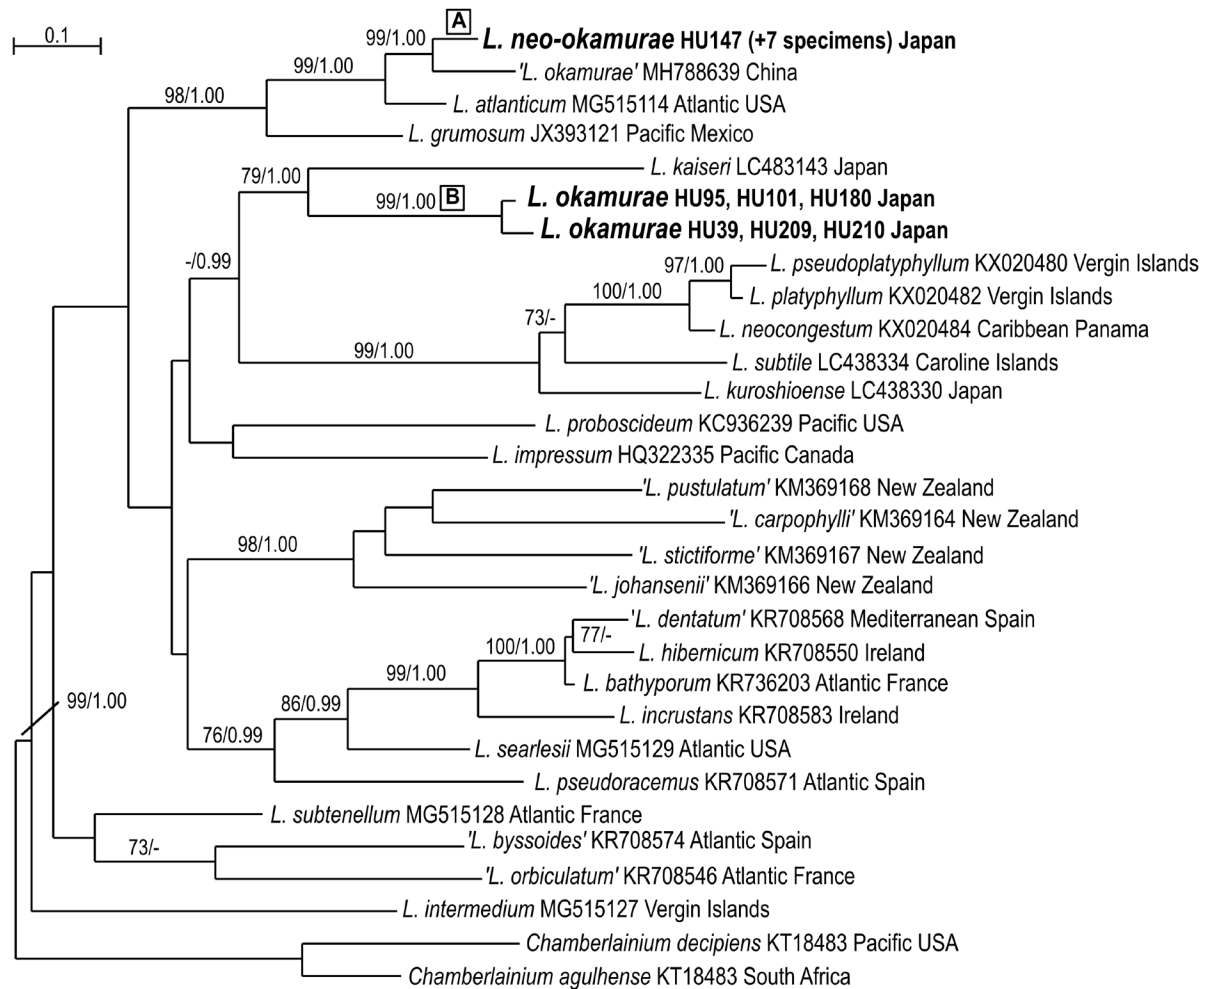 0.1
A
99/1.00
L. neo-okamurae HU147 (+7 specimens) Japan
99/1.00
'L. okamurae' MH788639 China
98/1.00
L. atlanticum MG515114 Atlantic USA
L. grumosum JX393121 Pacific Mexico
79/1.00
L. kaiseri LC483143 Japan
99/1.00 B
L. okamurae HU95, HU101, HU180 Japan
L. okamurae HU39, HU209, HU210 Japan
-/0.99
97/1.00
L. pseudoplatyphyllum KX020480 Vergin Islands
100/1.00
L. platyphyllum KX020482 Vergin Islands
73/-
L. neocongestum KX020484 Caribbean Panama
99/1.00
L. subtile LC438334 Caroline Islands
L. kuroshioense LC438330 Japan
L. proboscideum KC936239 Pacific USA
L. impressum HQ322335 Pacific Canada
'L. pustulatum' KM369168 New Zealand
'L. carpophylli' KM369164 New Zealand
98/1.00
'L. stictiforme' KM369167 New Zealand
'L. johansenii' KM369166 New Zealand
'L. dentatum' KR708568 Mediterranean Spain
77/-
100/1.00
L. hibernicum KR708550 Ireland
99/1.00
L. bathyporum KR736203 Atlantic France
86/0.99
L. incrustans KR708583 Ireland
99/1.00
76/0.99
L. searlesii MG515129 Atlantic USA
L. pseudoracemus KR708571 Atlantic Spain
L. subtenellum MG515128 Atlantic France
73/-
'L. byssoides' KR708574 Atlantic Spain
'L. orbiculatum' KR708546 Atlantic France
L. intermedium MG515127 Vergin Islands
Chamberlainium decipiens KT18483 Pacific USA
Chamberlainium agulhense KT18483 South Africa